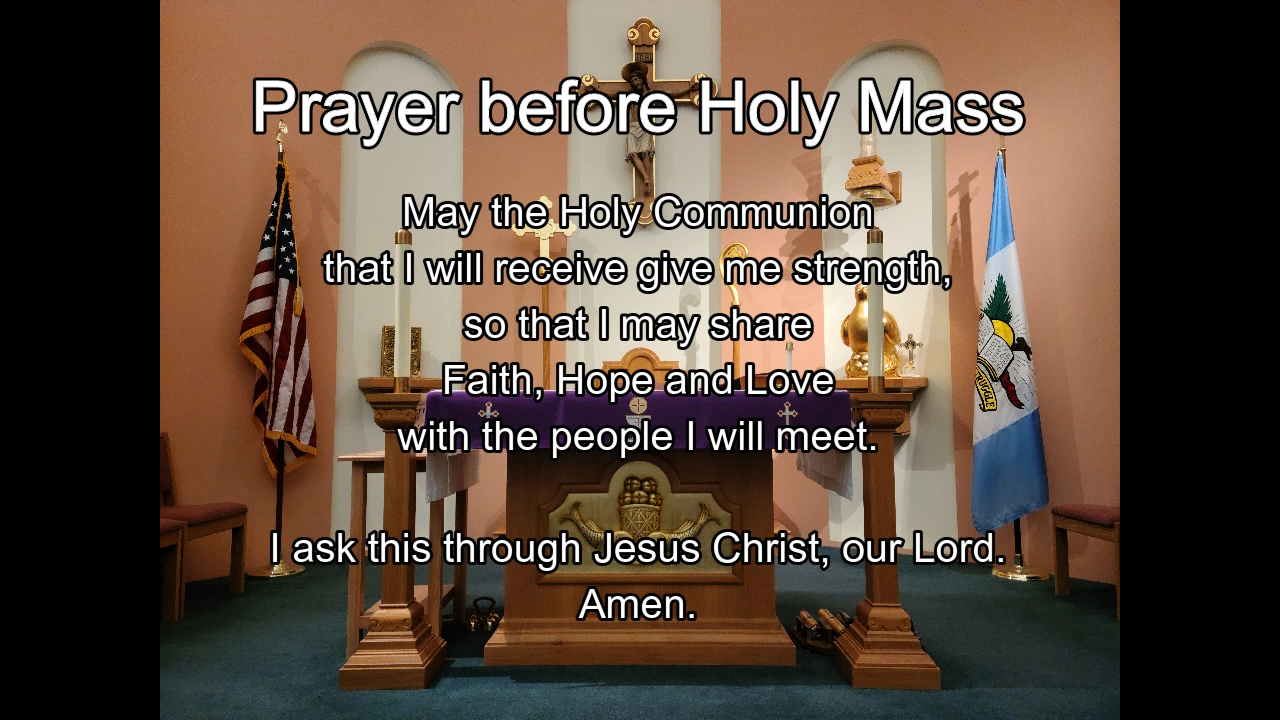 Prayer before Holy Mass
May the Holy Communion
that I will receive give me strength,
so that I may share
Faith, Hope and Love
with the people I will meet.
I ask this through Jesus Christ, our Lord.
Amen.